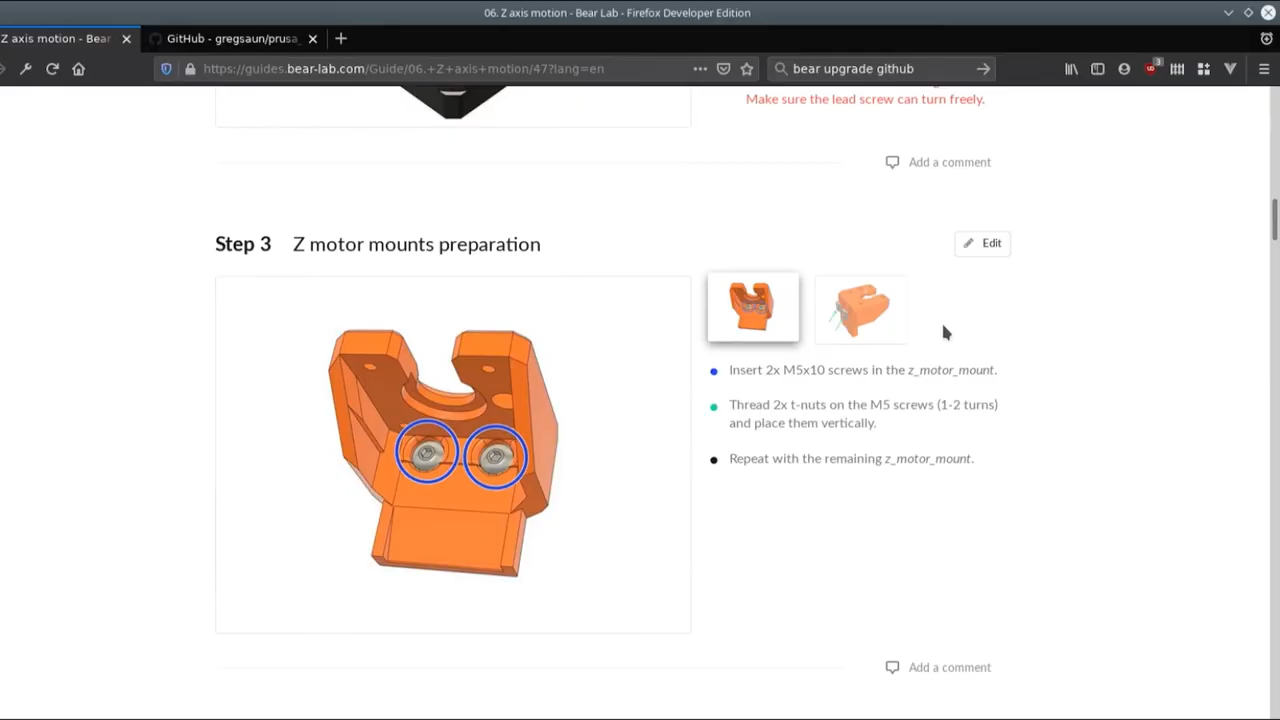 06. Z axis motion - Bear Lab - Firefox Developer Edition
Z axis motion - Bear
GitHub - gregsaun/prusa_
https://guides.bear-lab.com/Guide/06.+Z+axis+motion/47?lang=en
bear upgrade github
3
Make sure the lead screw can turn freely.
Add a comment
Step 3 Z motor mounts preparation
Edit
Insert 2x M5x10 screws in the z_motor_mount.
Thread 2x t-nuts on the M5 screws (1-2 turns)
and place them vertically.
Repeat with the remaining z_motor_mount.
Add a comment